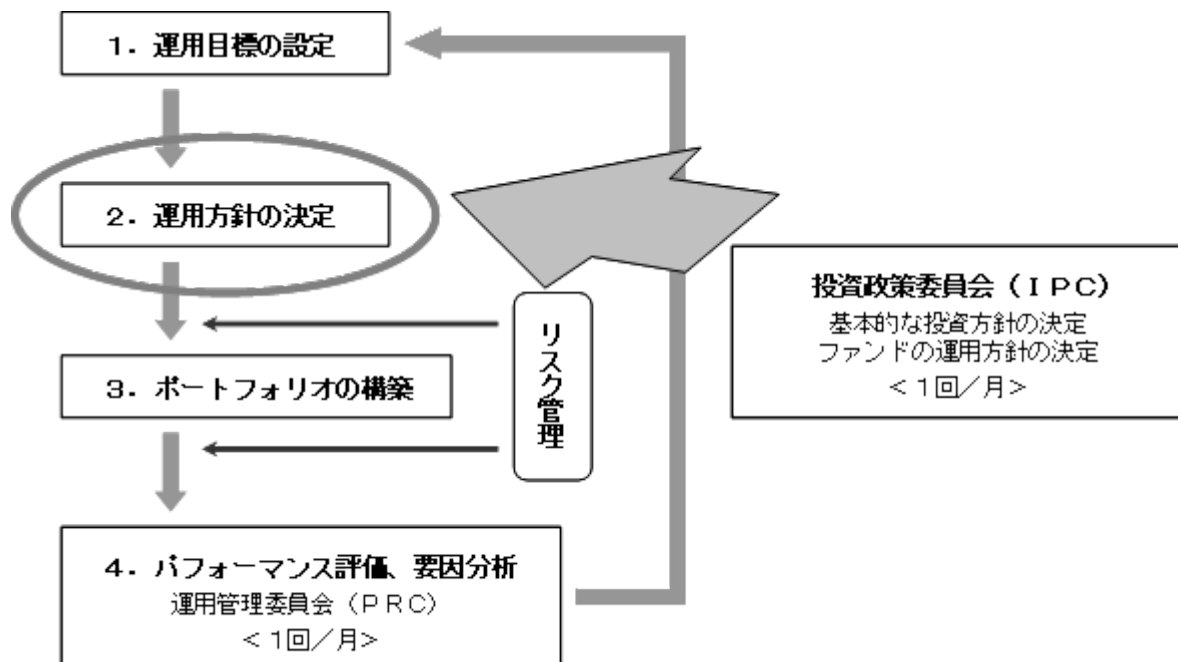 １．運用目標の設定
２．運用方針の決定
リスク管理
投資政策委員会（ＩＰＣ）
基本的な投資方針の決定
ファンドの運用方針の決定
＜１回／月＞
３．ポートフォリオの構築
４．パフォーマンス評価、要因分析
運用管理委員会（ＰＲＣ）
＜１回／月＞